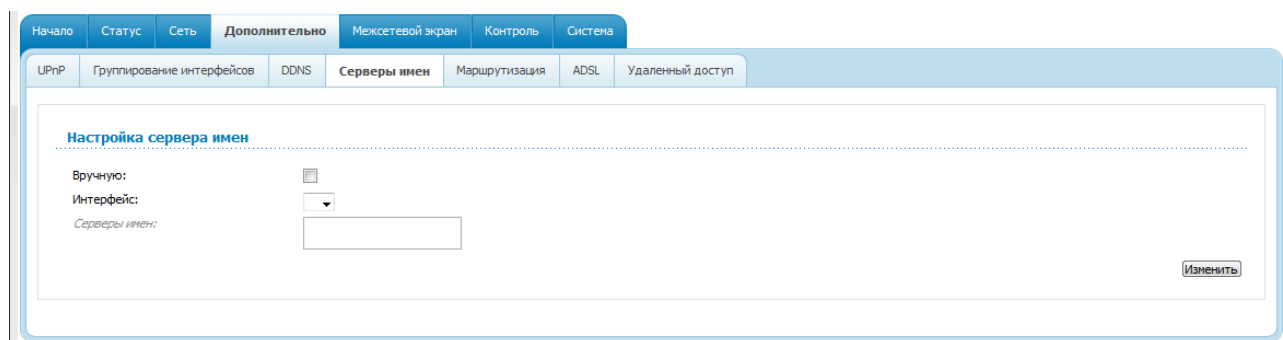 Начало Статус Сеть Дополнительно Межсетевой экран Контроль Система
UPnP Группирование интерфейсов DDNS Серверы имен Маршрутизация ADSL Удаленный доступ
Настройка сервера имен
Вручную:
Интерфейс:
Серверы имен:
Изменить